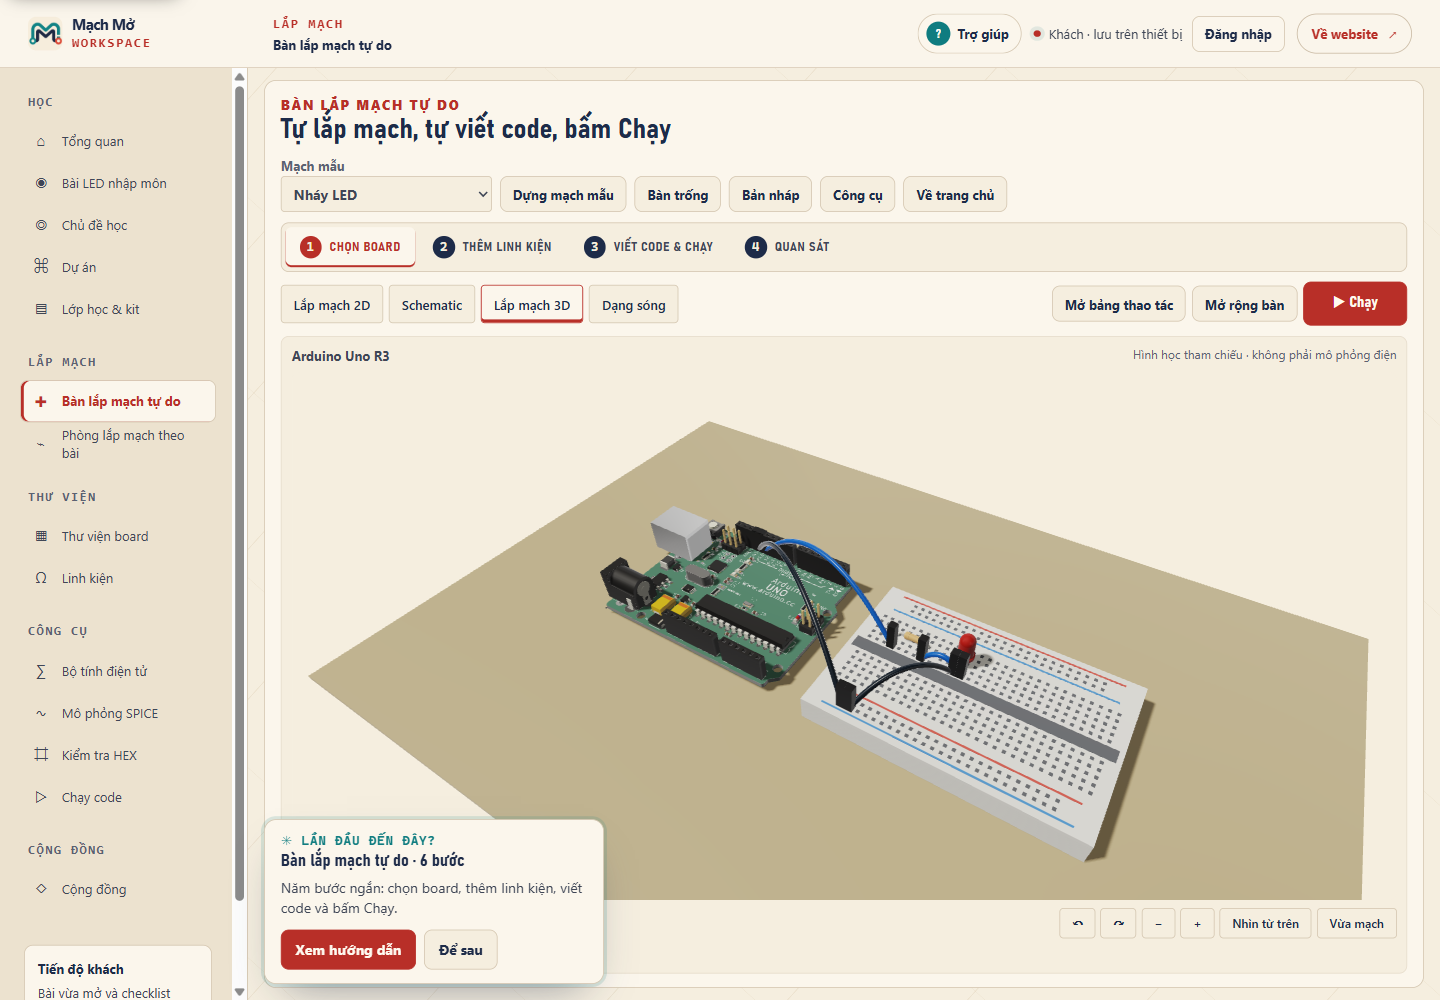 Mạch Mở
WORKSPACE
LẮP MẠCH
Bàn lắp mạch tự do
? Trợ giúp
Khách · lưu trên thiết bị
Đăng nhập
Về website ↗
HỌC
Tổng quan
Bài LED nhập môn
Chủ đề học
Dự án
Lớp học & kit
LẮP MẠCH
Bàn lắp mạch tự do
Phòng lắp mạch theo
bài
THƯ VIỆN
Thư viện board
Linh kiện
CÔNG CỤ
Bộ tính điện tử
Mô phỏng SPICE
Kiểm tra HEX
Chạy code
CỘNG ĐỒNG
Cộng đồng
Tiến độ khách
Bài vừa mở và checklist
BÀN LẮP MẠCH TỰ DO
Tự lắp mạch, tự viết code, bấm Chạy
Mạch mẫu
Nháy LED
Dựng mạch mẫu
Bàn trống
Bản nháp
Công cụ
Về trang chủ
1 CHỌN BOARD
2 THÊM LINH KIỆN
3 VIẾT CODE & CHẠY
4 QUAN SÁT
Lắp mạch 2D
Schematic
Lắp mạch 3D
Dạng sóng
Mở bảng thao tác
Mở rộng bàn
▶ Chạy
Arduino Uno R3
Hình học tham chiếu · không phải mô phỏng điện
Arduino
UNO
www.arduino.cc
LẦN ĐẦU ĐẾN ĐÂY?
Bàn lắp mạch tự do · 6 bước
Năm bước ngắn: chọn board, thêm linh kiện, viết
code và bấm Chạy.
Xem hướng dẫn
Để sau
↶
↷
−
+
Nhìn từ trên
Vừa mạch